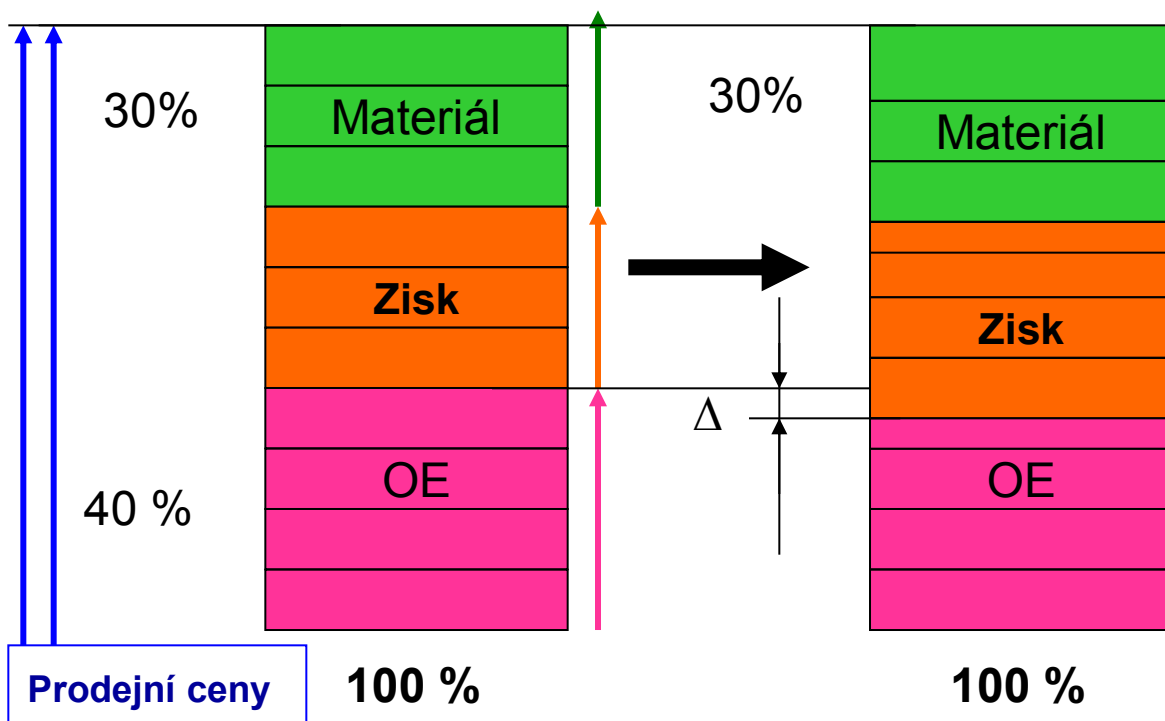 30%
Materiál
30%
Materiál
Zisk
Zisk
Δ
OE
OE
40 %
Prodejní ceny
100 %
100 %